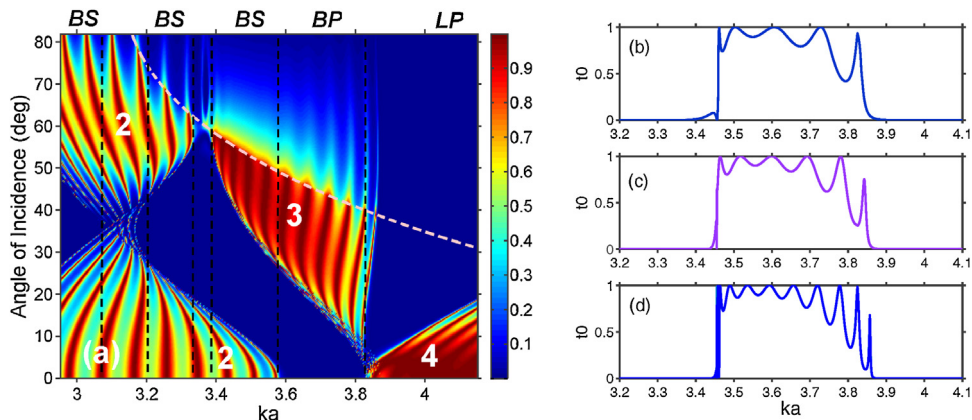 BS BS BS BP LP
Angle of Incidence (deg)
80
70
60
50
40
30
20
10
0
2
3
(a)
2
4
3 3.2 3.4 3.6 3.8 4
ka
0.9
0.8
0.7
0.6
0.5
0.4
0.3
0.2
0.1
(b)
t0
1
0.5
0
3.2 3.3 3.4 3.5 3.6 3.7 3.8 3.9 4 4.1
(c)
t0
1
0.5
0
3.2 3.3 3.4 3.5 3.6 3.7 3.8 3.9 4 4.1
(d)
t0
1
0.5
0
3.2 3.3 3.4 3.5 3.6 3.7 3.8 3.9 4 4.1
ka